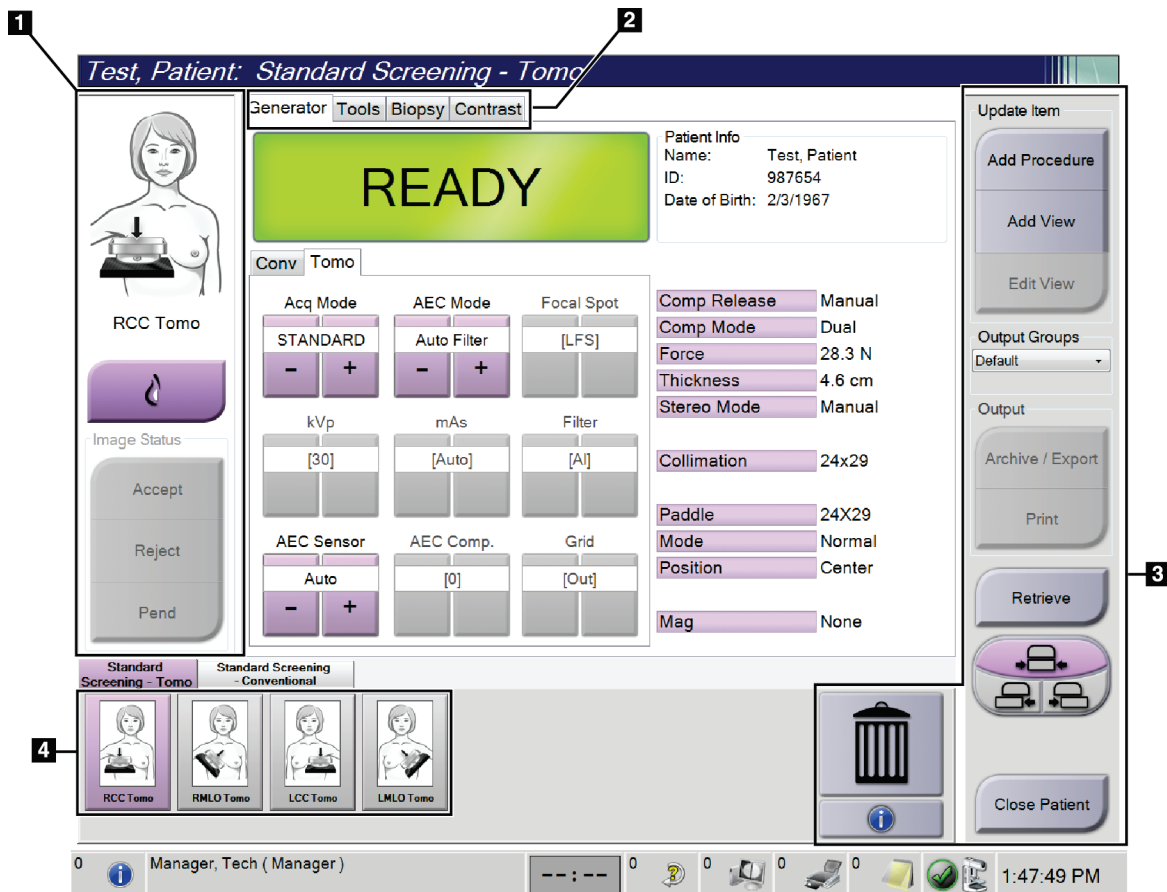 1
2
Test, Patient: Standard Screening - Tomo
Generator Tools Biopsy Contrast
READY
Patient Info
Name: Test, Patient
ID: 987654
Date of Birth: 2/3/1967
Update Item
Add Procedure
Add View
Edit View
RCC Tomo
Conv Tomo
Acq Mode AEC Mode Focal Spot
STANDARD Auto Filter [LFS]
- + - +
kVp mAs Filter
[30] [Auto] [Al]
AEC Sensor AEC Comp. Grid
Auto [0] [Out]
- +
Comp Release Manual
Comp Mode Dual
Force 28.3 N
Thickness 4.6 cm
Stereo Mode Manual
Collimation 24x29
Paddle 24X29
Mode Normal
Position Center
Mag None
Image Status
Accept
Reject
Pend
Output Groups
Default
Output
Archive / Export
Print
3
Retrieve
Close Patient
Standard
Screening - Tomo
Standard Screening
- Conventional
4
RCC Tomo RMLO Tomo LCC Tomo LMLO Tomo
0 Manager, Tech ( Manager ) --:-- 0 0 0 0 1:47:49 PM